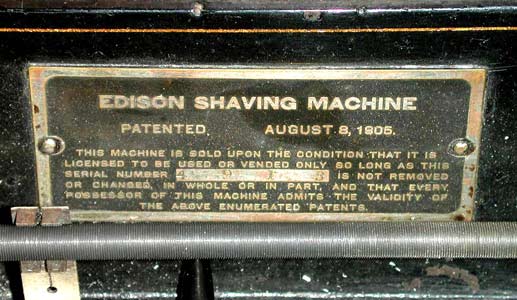 EDISON SHAVING MACHINE
PATENTED, AUGUST 8, 1905.
THIS MACHINE IS SOLD UPON THE CONDITION THAT IT IS
LICENSED TO BE USED OR VENDED ONLY SO LONG AS THIS
SERIAL NUMBER IS NOT REMOVED
OR CHANGED, IN WHOLE OR IN PART, AND THAT EVERY
POSSESSOR OF THIS MACHINE ADMITS THE VALIDITY OF
THE ABOVE ENUMERATED PATENTS.